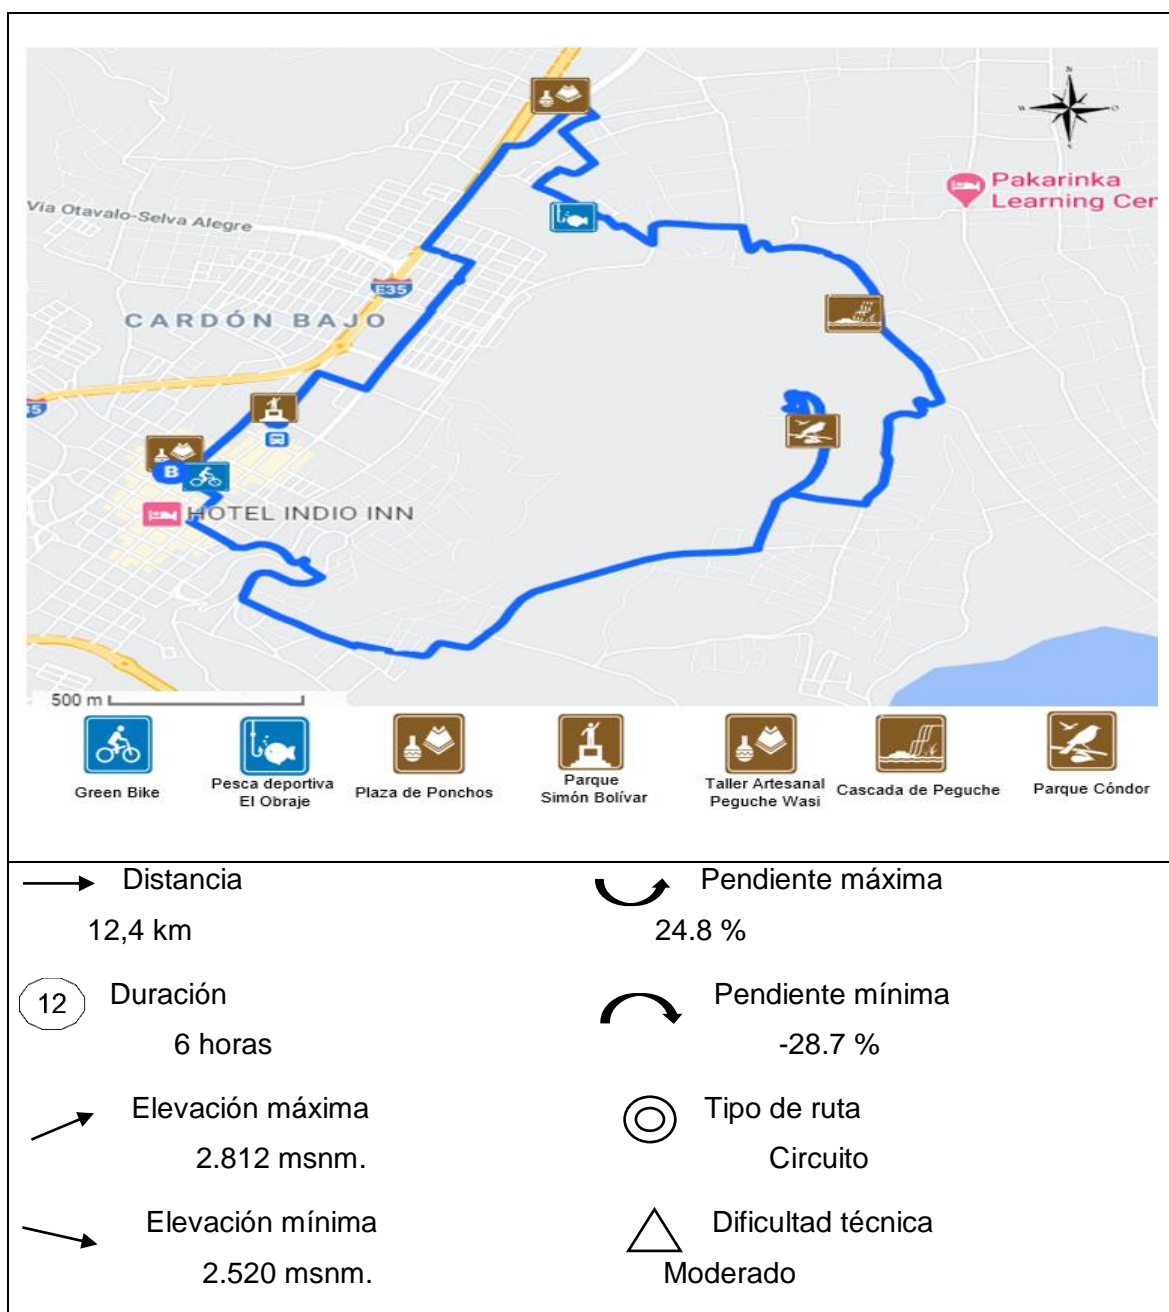 N
O
O
S
Pakarinka
Learning Cer
Via Otavalo-Selva Alegre
E35
CARDÓN BAJO
35
B
HOTEL INDIO INN
500 m
Green Bike
Pesca deportiva
El Obraje
Plaza de Ponchos
Parque
Simón Bolívar
Taller Artesanal
Peguche Wasi
Cascada de Peguche
Parque Cóndor
Distancia
12,4 km
Pendiente máxima
24.8 %
12
Duración
6 horas
Pendiente mínima
-28.7 %
Elevación máxima
2.812 msnm.
Tipo de ruta
Circuito
Elevación mínima
2.520 msnm.
Dificultad técnica
Moderado